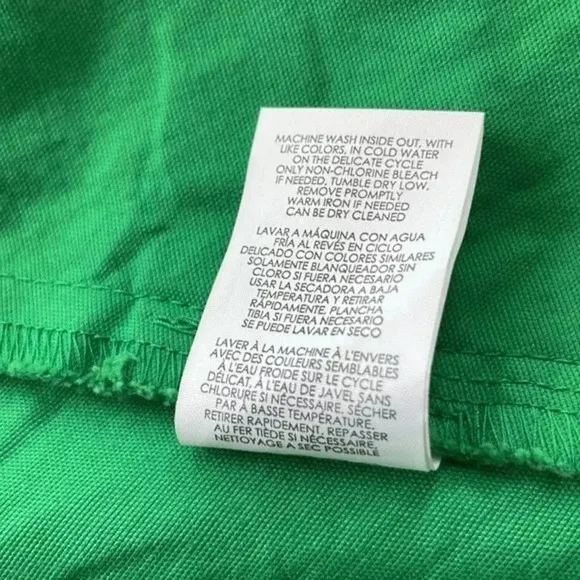 MACHINE WASH INSIDE OUT, WITH
LIKE COLORS, IN COLD WATER
ON THE DELICATE CYCLE
ONLY NON-CHLORINE BLEACH
IF NEEDED, TUMBLE DRY LOW,
REMOVE PROMPTLY
WARM IRON IF NEEDED
CAN BE DRY CLEANED
LAVAR A MÁQUINA CON AGUA
FRÍA AL REVÉS EN CICLO
DELICADO CON COLORES SIMILARES
SOLAMENTE BLANQUEADOR SIN
CLORO SI FUERA NECESARIO
USAR LA SECADORA A BAJA
TEMPERATURA Y RETIRAR
RÁPIDAMENTE, PLANCHA
TIBIA SI FUERA NECESARIO
SE PUEDE LAVAR EN SECO
LAVER À LA MACHINE À L'ENVERS
AVEC DES COULEURS SEMBLABLES
À L'EAU FROIDE SUR LE CYCLE
DÉLICAT, À L'EAU DE JAVEL SANS
CHLORURE SI NÉCESSAIRE, SÉCHER
PAR À BASSE TEMPÉRATURE,
RETIRER RAPIDEMENT, REPASSER
AU FER TIÈDE SI NÉCESSAIRE,
NETTOYAGE A SEC POSSIBLE